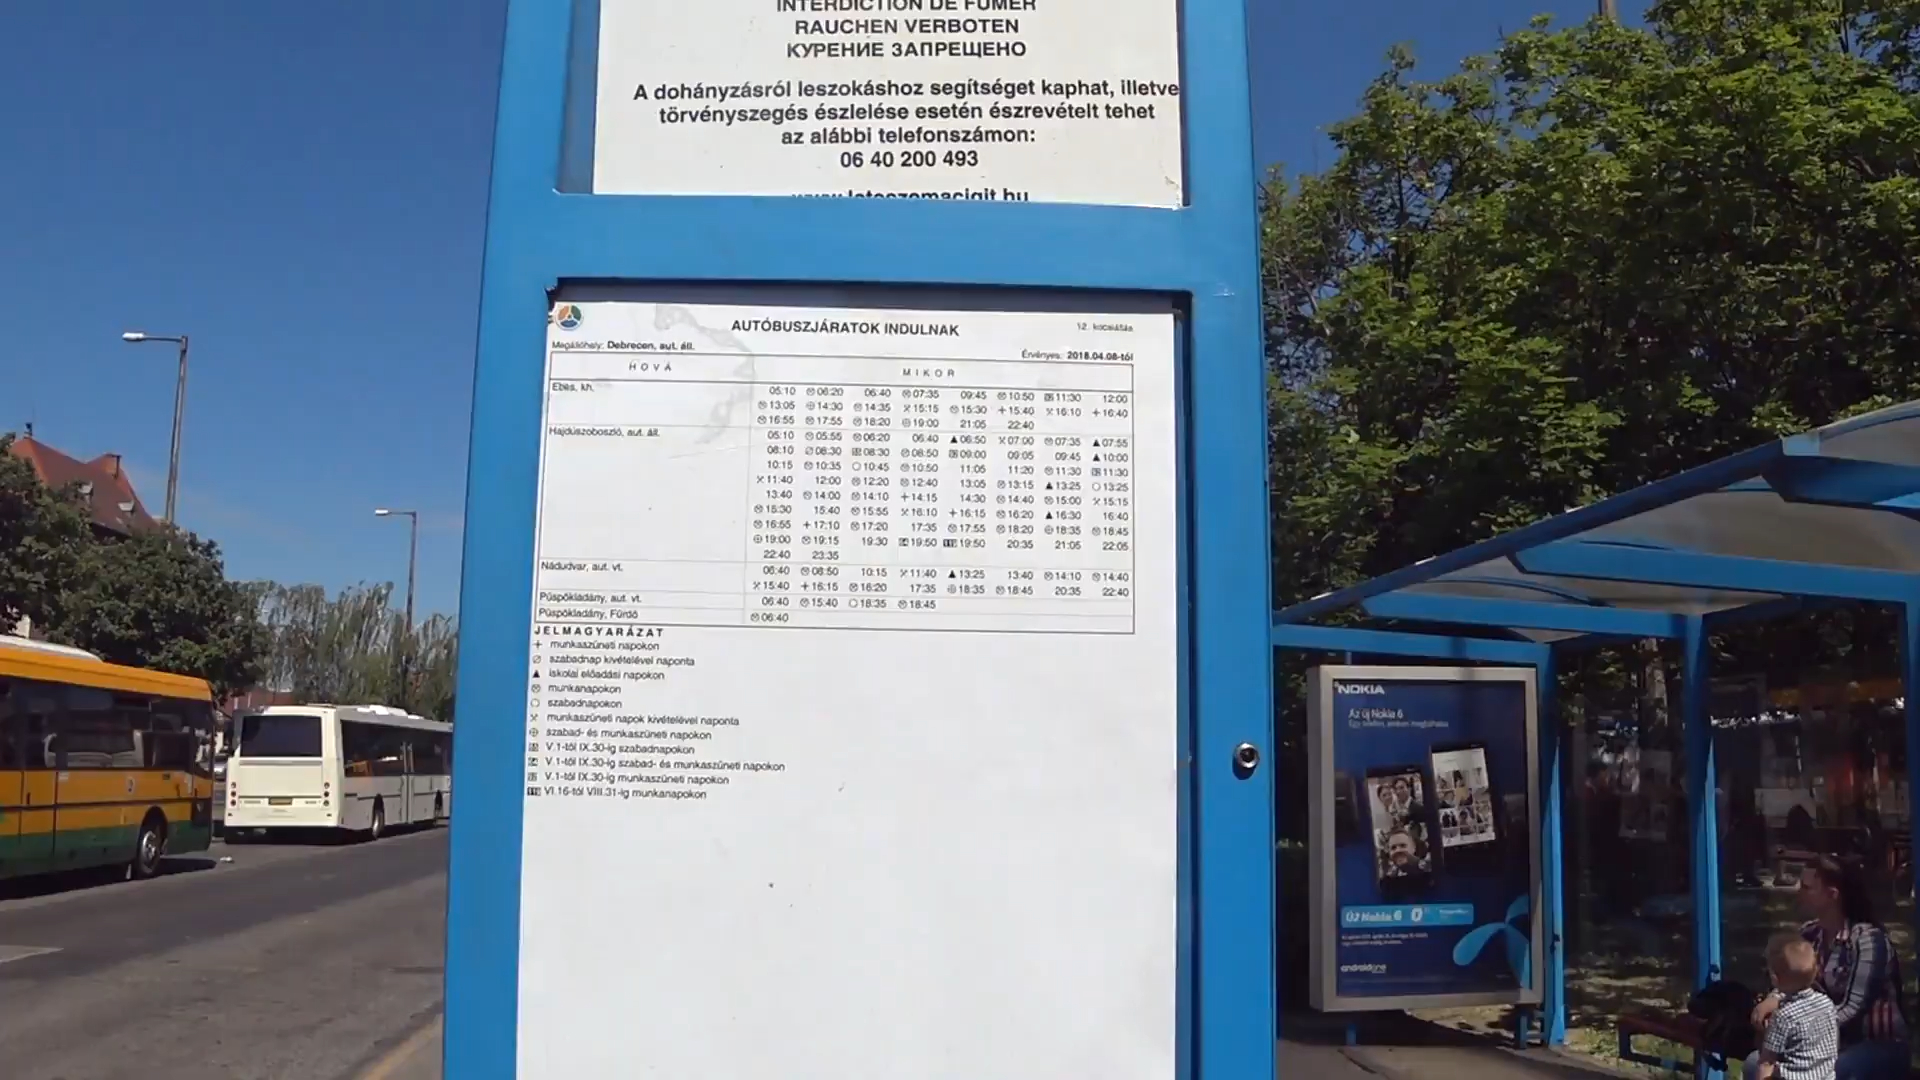 INTERDICTION DE FUMER
RAUCHEN VERBOTEN
КУРЕНИЕ ЗАПРЕЩЕНО
A dohányzásról leszokáshoz segítséget kaphat, illetve
törvényszegés észlelése esetén észrevételt tehet
az alábbi telefonszámon:
06 40 200 493
AUTÓBUSZJÁRATOK INDULNAK
12. kocsiállás
Megállóhely: Debrecen, aut. áll.
Érvényes: 2018.04.08-tól
HOVÁ MIKOR
Ebes, kh. 05:10 06:20 06:40 07:35 09:45 10:50 11:30 12:00
13:05 14:30 14:35 15:15 15:30 +15:40 16:10 +16:40
16:55 17:55 18:20 19:00 21:05 22:40
Hajdúszoboszló, aut. áll. 05:10 05:55 06:20 06:40 ▲06:50 07:00 07:35 ▲07:55
08:10 08:30 08:30 08:50 09:00 09:05 09:45 ▲10:00
10:15 10:35 10:45 10:50 11:05 11:20 11:30 11:30
11:40 12:00 12:20 12:40 13:05 13:15 ▲13:25 13:25
13:40 14:00 14:10 +14:15 14:30 14:40 15:00 15:15
15:30 15:40 15:55 16:10 +16:15 16:20 ▲16:30 16:40
16:55 +17:10 17:20 17:35 17:55 18:20 18:35 18:45
19:00 19:15 19:30 19:50 19:50 20:35 21:05 22:05
22:40 23:35
Nádudvar, aut. vt. 06:40 08:50 10:15 11:40 ▲13:25 13:40 14:10 14:40
15:40 +16:15 16:20 17:35 18:35 18:45 20:35 22:40
Püspökladány, aut. vt. 06:40 15:40 18:35 18:45
Püspökladány, Fürdő 06:40
JELMAGYARÁZAT
+ munkaszüneti napokon
szabadnap kivételével naponta
▲ iskolai előadási napokon
munkanapokon
szabadnapokon
munkaszüneti napok kivételével naponta
szabad- és munkaszüneti napokon
V.1-től IX.30-ig szabadnapokon
V.1-től IX.30-ig szabad- és munkaszüneti napokon
V.1-től IX.30-ig munkaszüneti napokon
VI.16-tól VIII.31-ig munkanapokon
NOKIA
Az új Nokia 6
Nokia 6 0
androidone